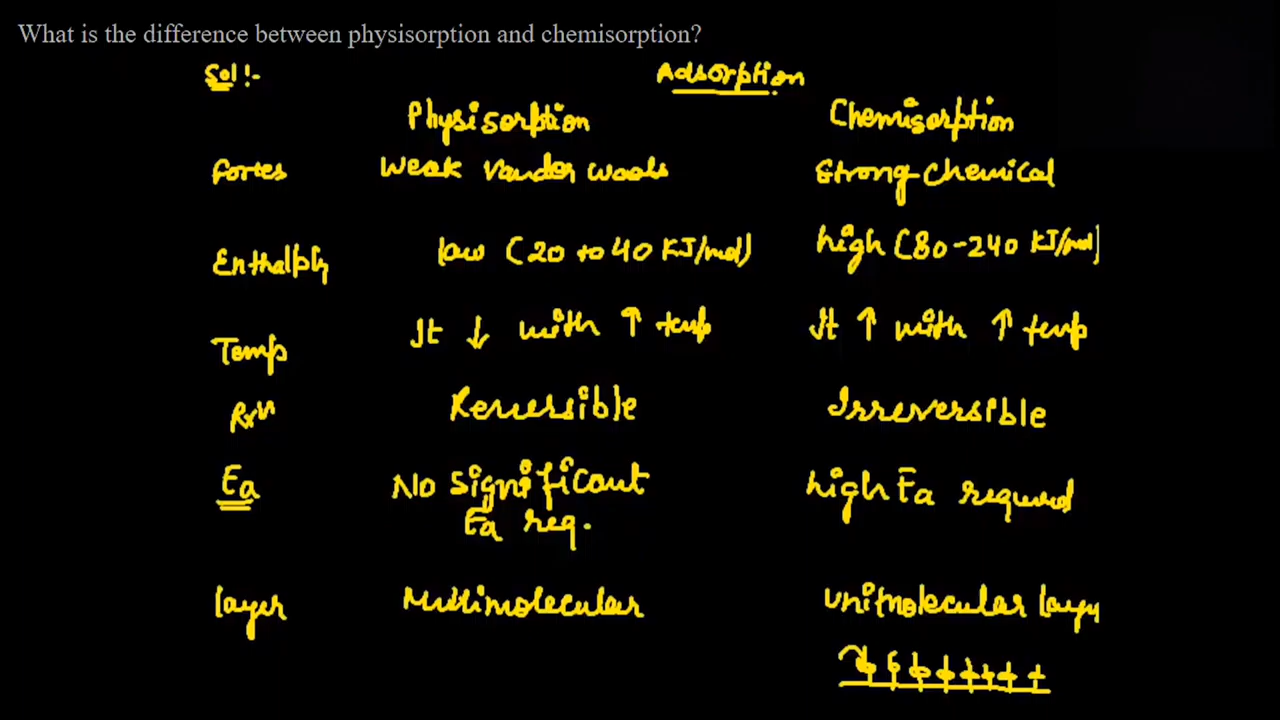 What is the difference between physisorption and chemisorption?
Sol :-
Adsorption
Physisorption Chemisorption
forces weak Vander waals Strong chemical
Enthalpy low (20 to 40 KJ/mol) high (80-240 KJ/mol)
Temp It ↓ with ↑ temp It ↑ with ↑ temp
Rxn Reversible Irreversible
Ea No significant high Ea required
Ea req.
layer Multimolecular unimolecular layer